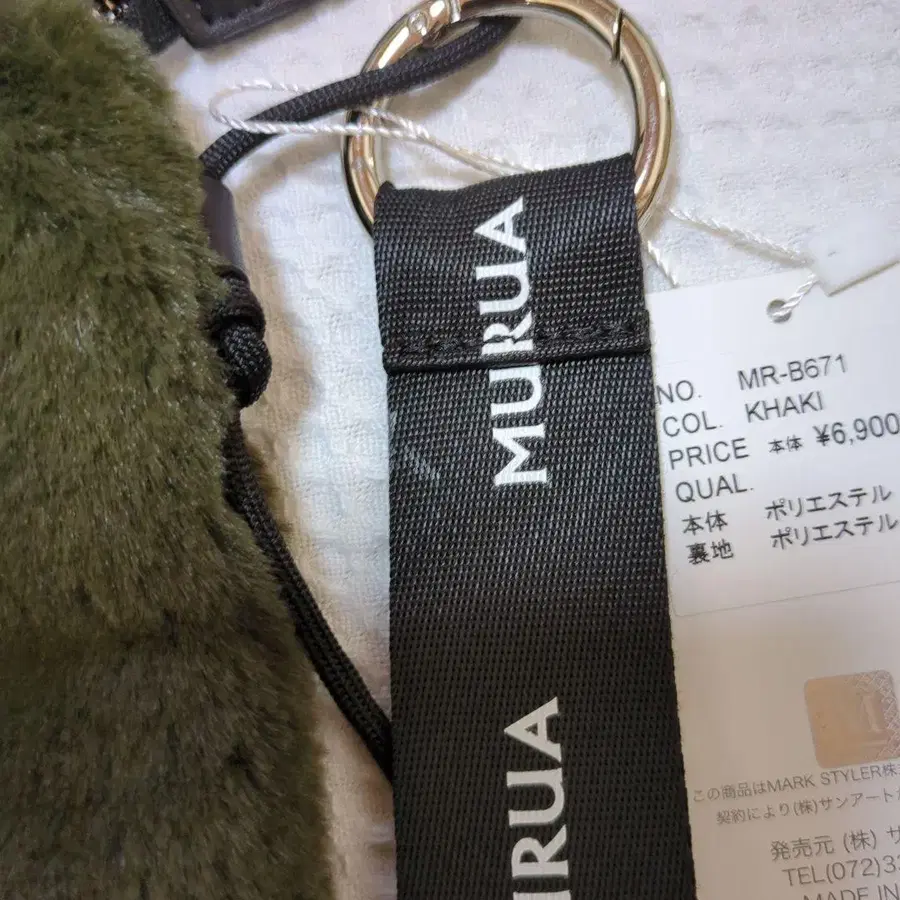 MURUA
MURUA
NO. MR-B671
COL. KHAKI
PRICE 本体 ¥6,900
QUAL.
本体 ポリエステル
裏地 ポリエステル
この商品はMARK STYLER株
契約により(株)サンアートが
発売元 (株) サ
TEL(072)3
MADE IN